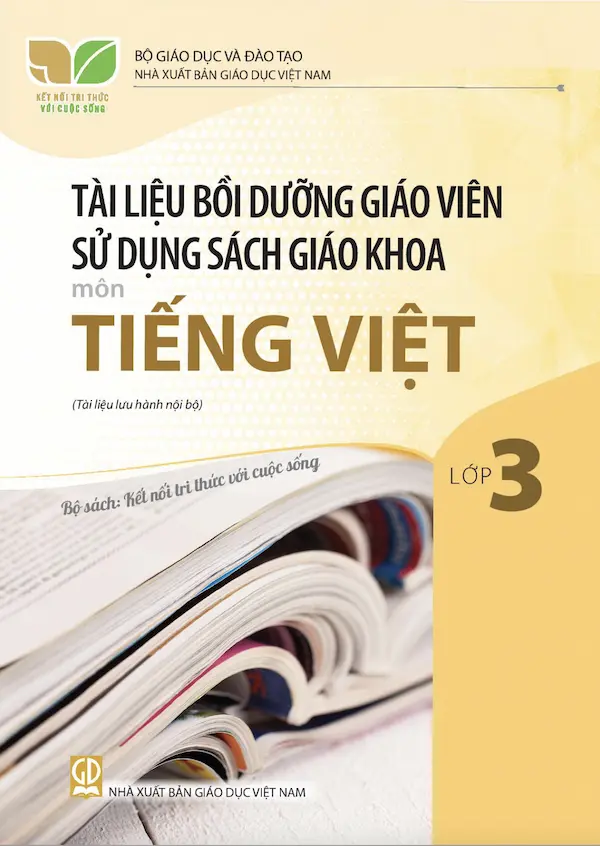 BỘ GIÁO DỤC VÀ ĐÀO TẠO
NHÀ XUẤT BẢN GIÁO DỤC VIỆT NAM
KẾT NỐI TRI THỨC
VỚI CUỘC SỐNG
TÀI LIỆU BỒI DƯỠNG GIÁO VIÊN
SỬ DỤNG SÁCH GIÁO KHOA
môn
TIẾNG VIỆT
(Tài liệu lưu hành nội bộ)
LỚP 3
Bộ sách: Kết nối tri thức với cuộc sống
GD
NHÀ XUẤT BẢN GIÁO DỤC VIỆT NAM